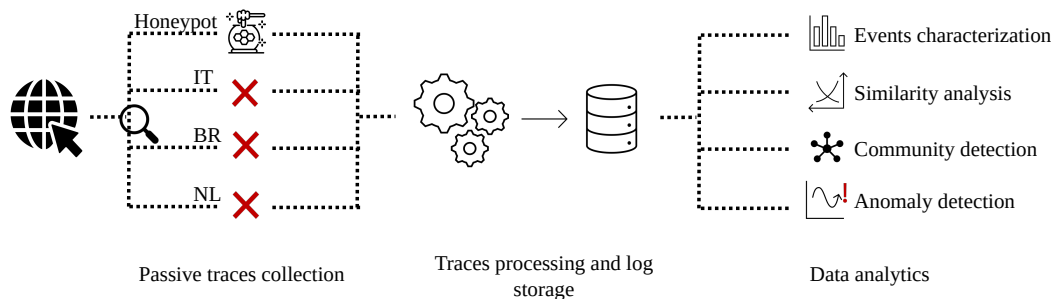 Honeypot
IT
BR
NL
Events characterization
Similarity analysis
Community detection
Anomaly detection
Passive traces collection
Traces processing and log
storage
Data analytics